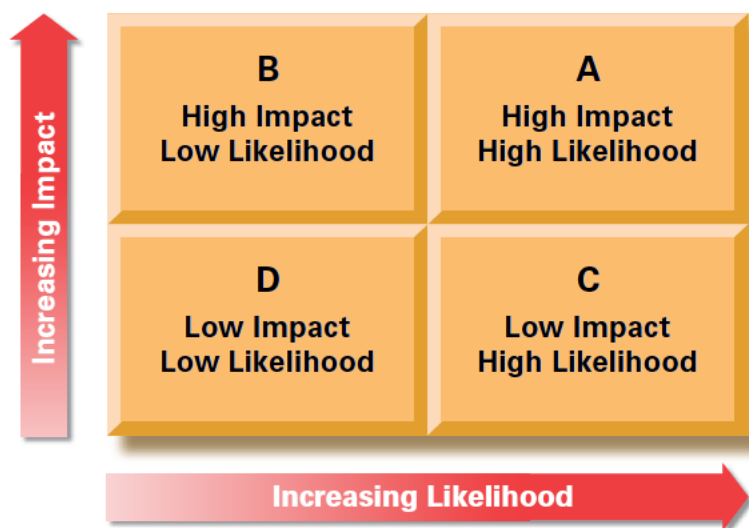 Increasing Impact
B
High Impact
Low Likelihood
A
High Impact
High Likelihood
D
Low Impact
Low Likelihood
C
Low Impact
High Likelihood
Increasing Likelihood